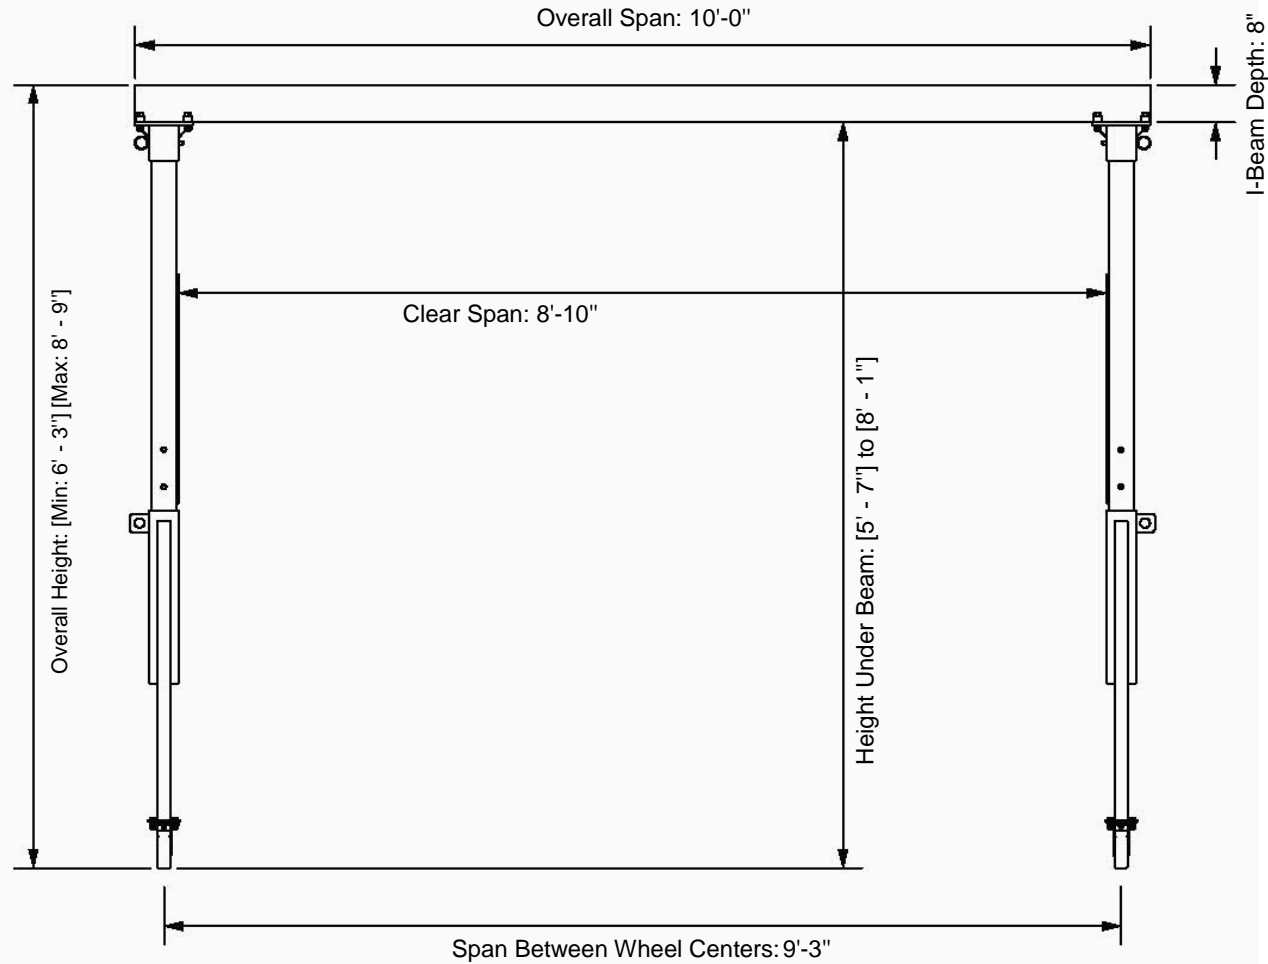 Overall Span: 10'-0"
I-Beam Depth: 8"
Clear Span: 8'-10"
Overall Height: [Min: 6' - 3"] [Max: 8' - 9"]
Height Under Beam: [5' - 7"] to [8' - 1"]
Span Between Wheel Centers: 9'-3"